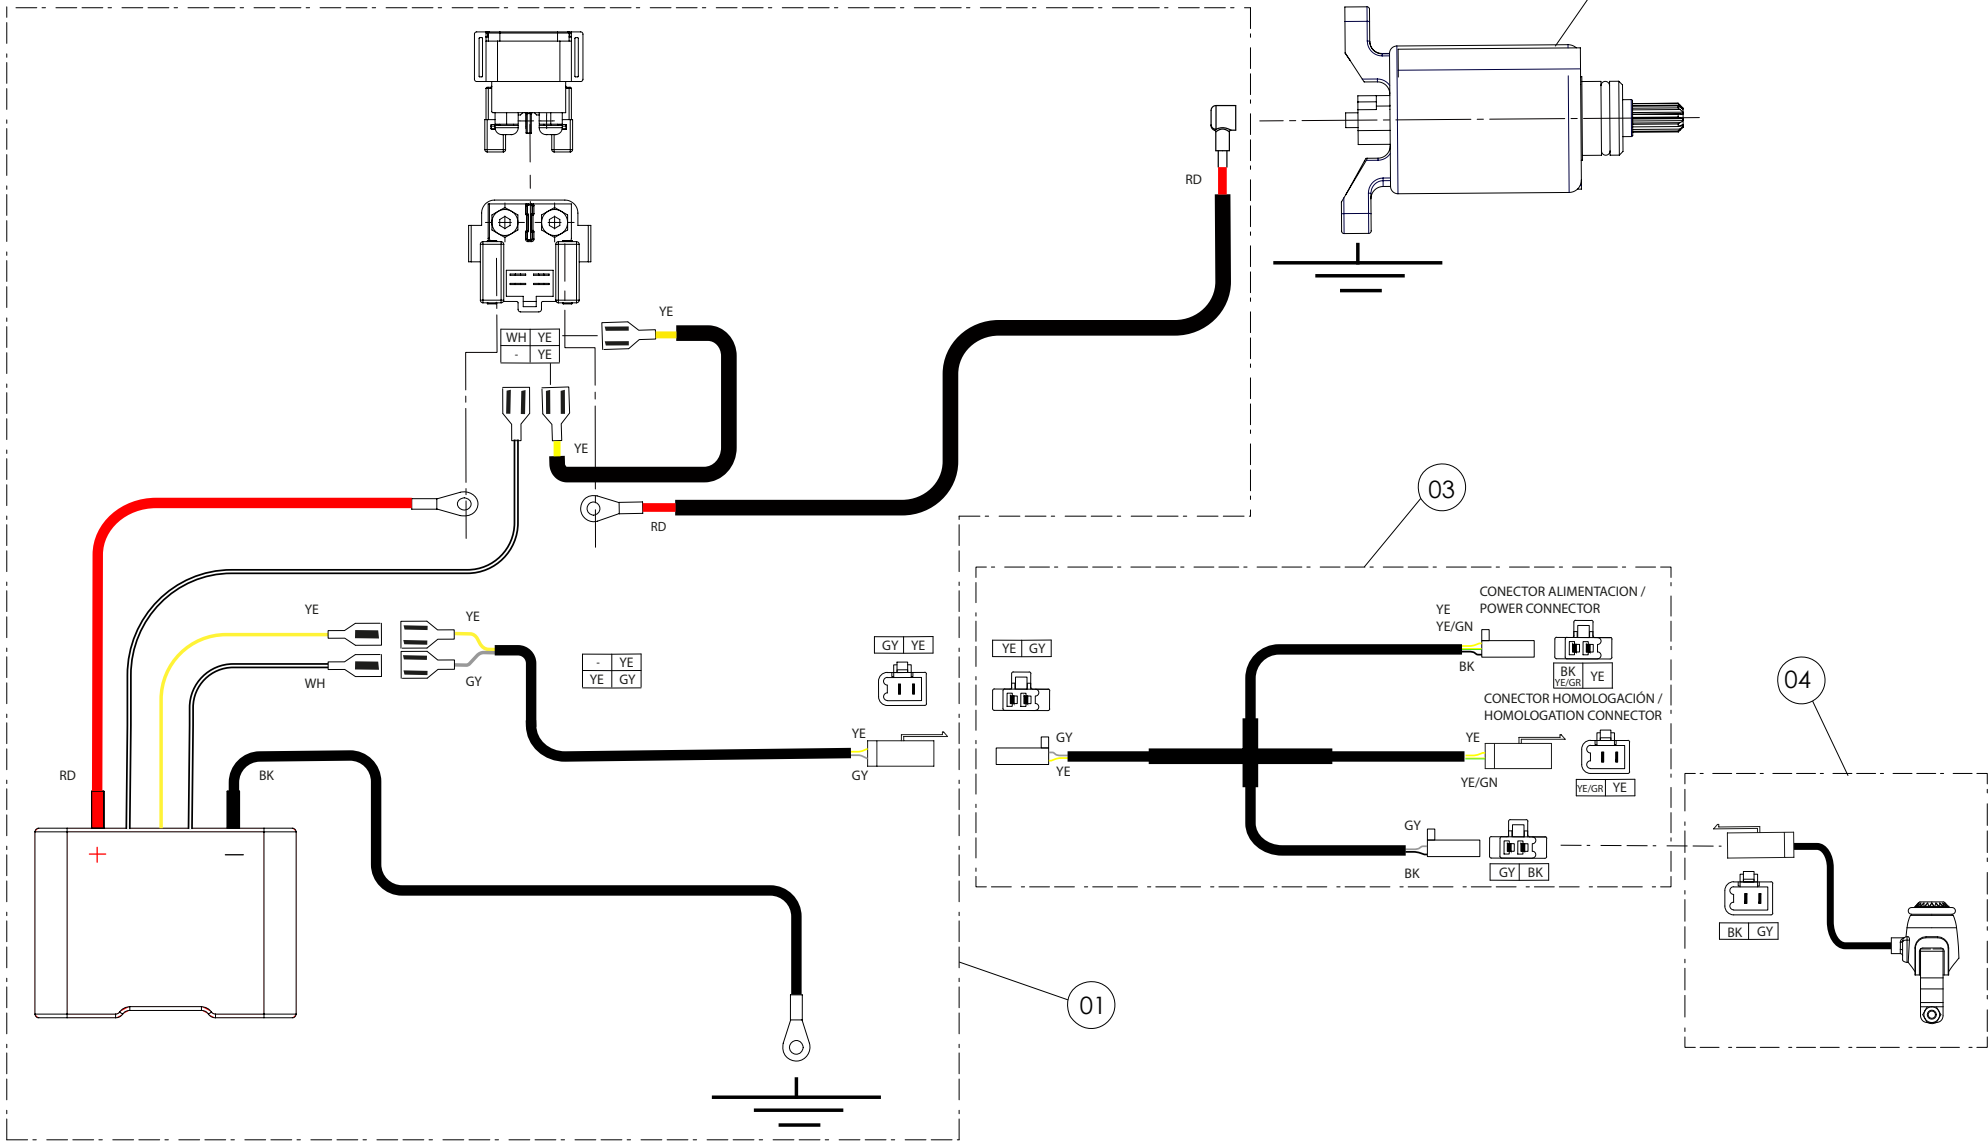 RD
YE
WH YE
- YE
YE
RD
03
CONECTOR ALIMENTACION /
POWER CONNECTOR
YE
YE/GN
BK
BK
YE/GR
YE
YE
YE
WH
GY
- YE
YE GY
GY YE
YE GY
CONECTOR HOMOLOGACIÓN /
HOMOLOGATION CONNECTOR
04
YE
GY
GY
YE
YE
YE/GN
YE/GR YE
RD
BK
+
—
GY
BK
GY BK
BK GY
01